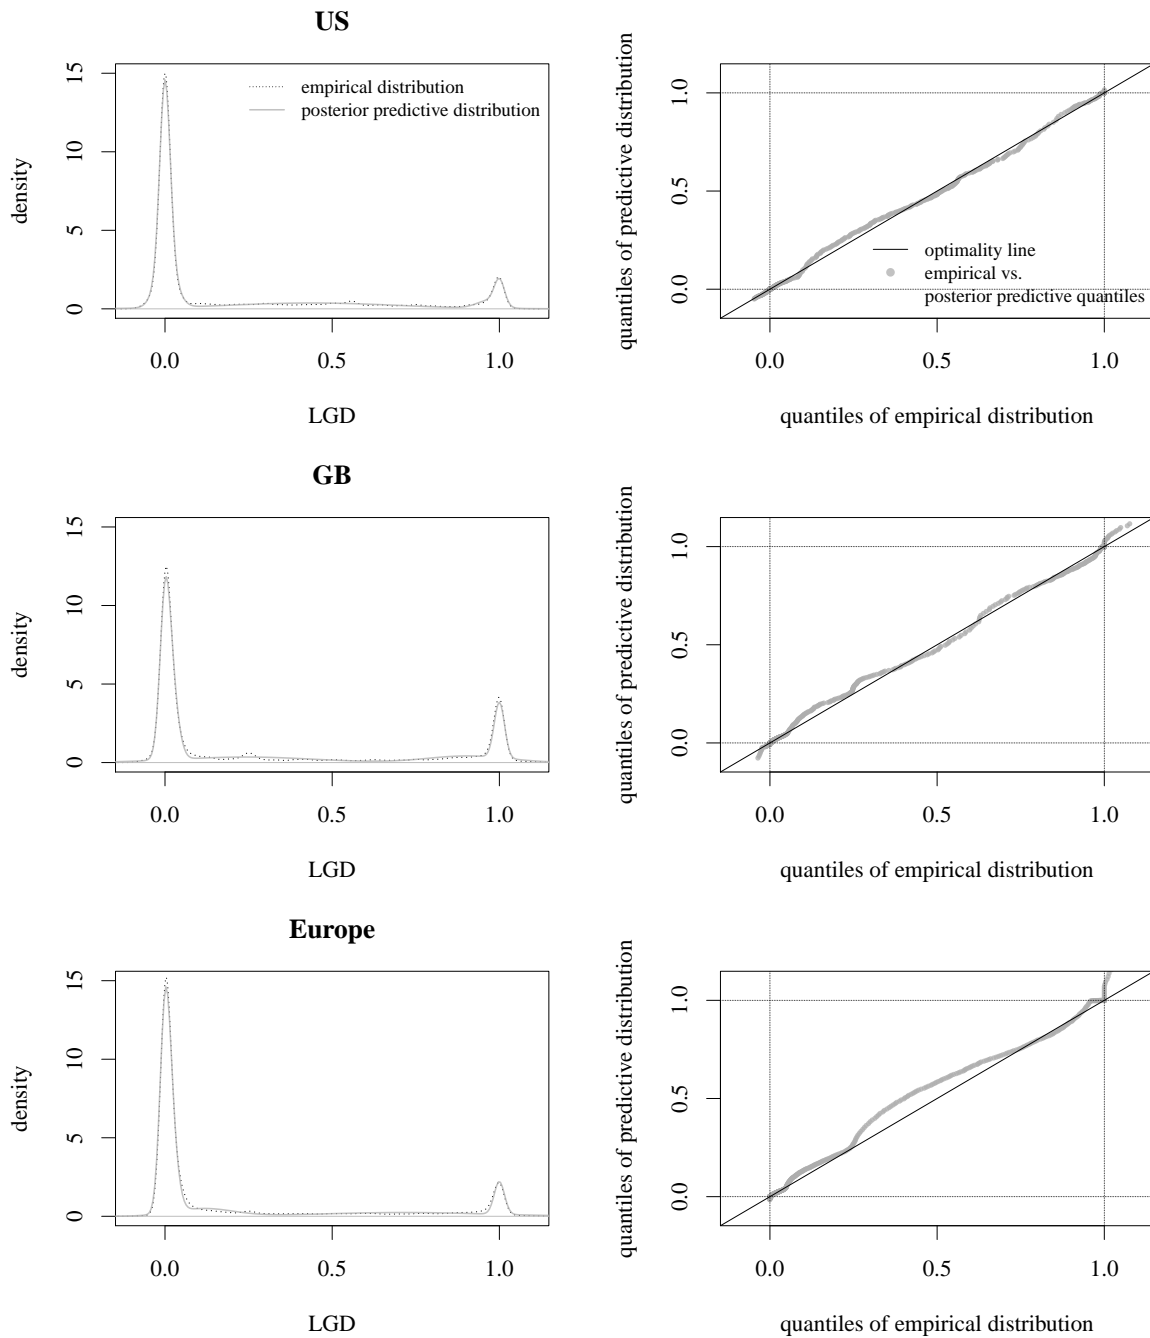 US
15
10
5
0
density
empirical distribution
posterior predictive distribution
0.0 0.5 1.0
LGD
quantiles of predictive distribution
1.0
0.5
0.0
optimality line
empirical vs.
posterior predictive quantiles
0.0 0.5 1.0
quantiles of empirical distribution
GB
15
10
5
0
density
0.0 0.5 1.0
LGD
quantiles of predictive distribution
1.0
0.5
0.0
0.0 0.5 1.0
quantiles of empirical distribution
Europe
15
10
5
0
density
0.0 0.5 1.0
LGD
quantiles of predictive distribution
1.0
0.5
0.0
0.0 0.5 1.0
quantiles of empirical distribution